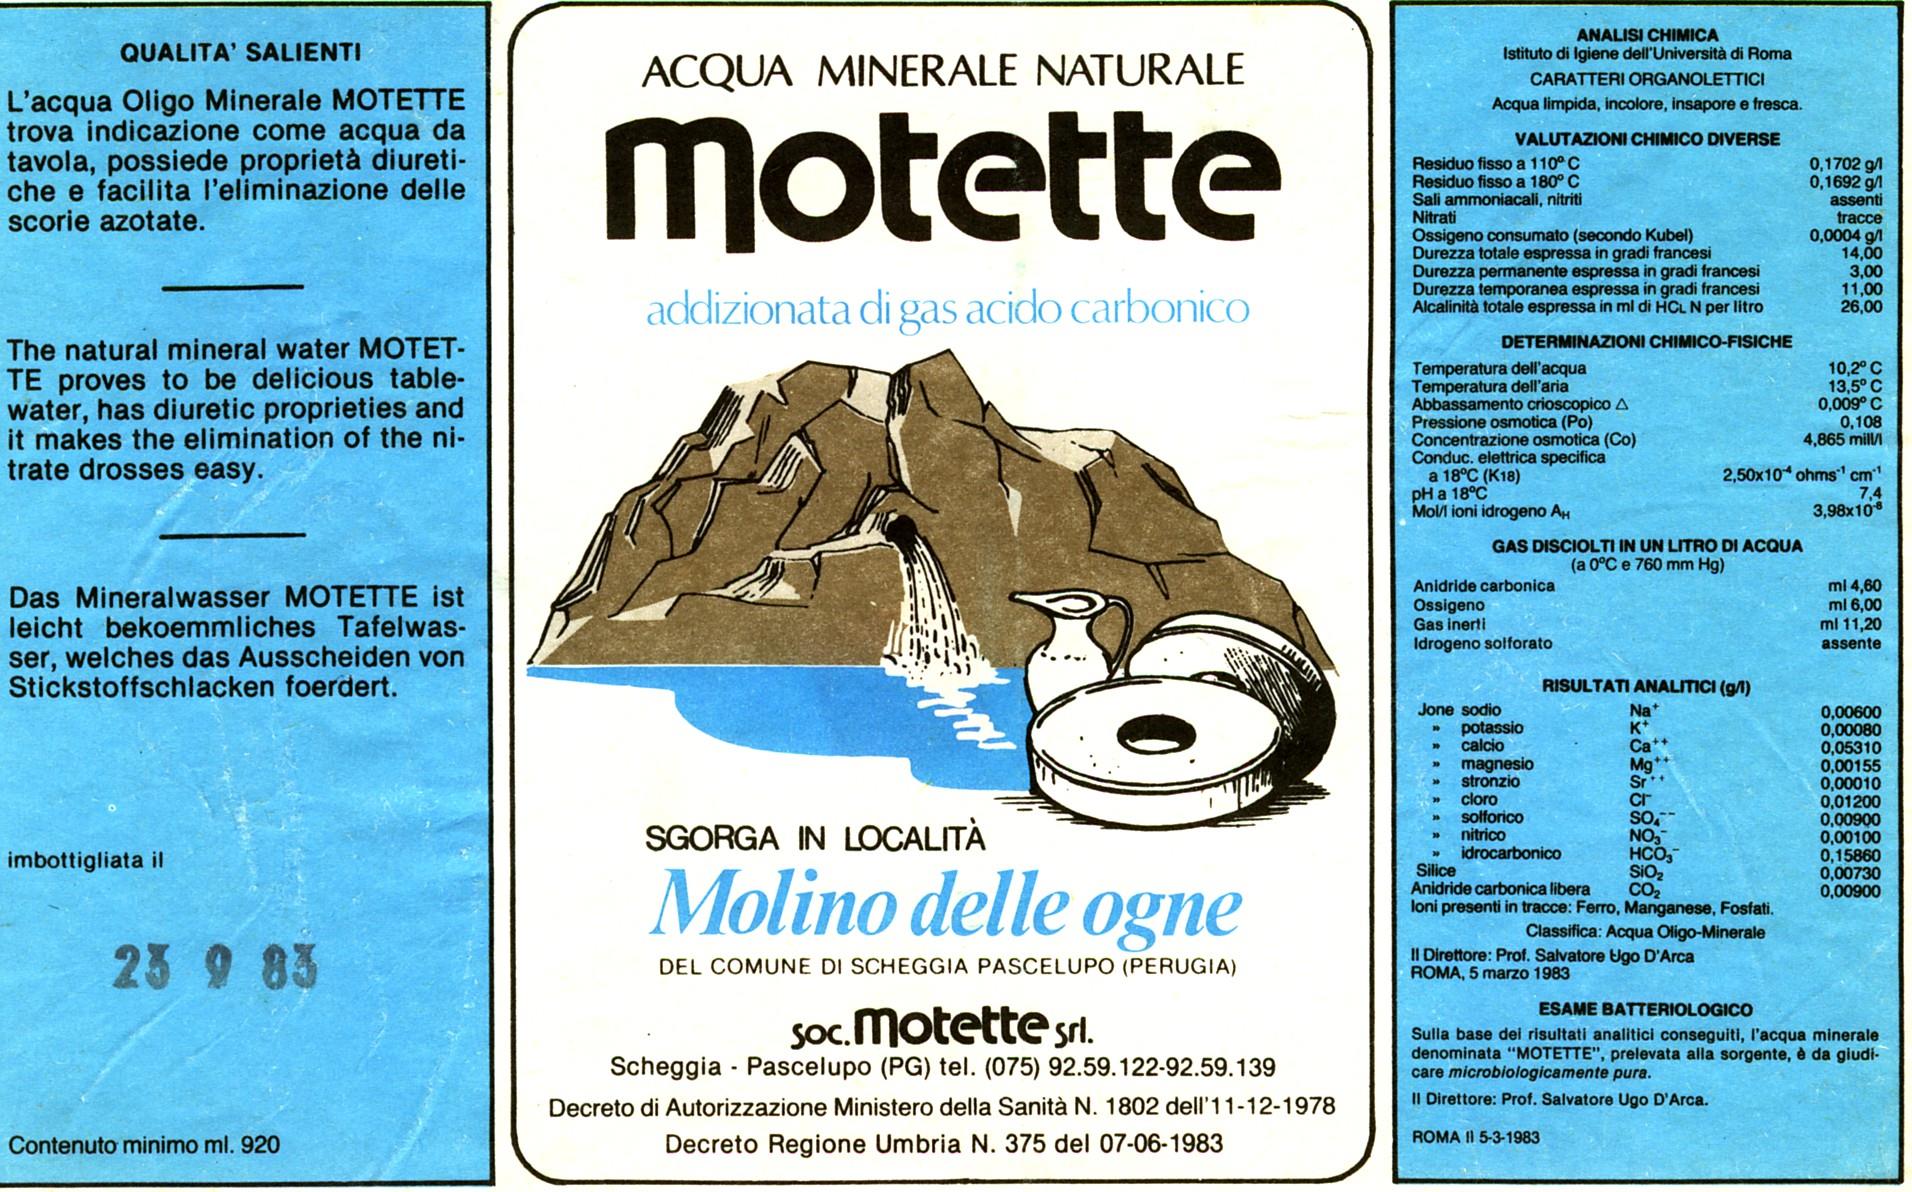 QUALITA' SALIENTI
L'acqua Oligo Minerale MOTETTE
trova indicazione come acqua da
tavola, possiede proprietà diureti-
che e facilita l'eliminazione delle
scorie azotate.
The natural mineral water MOTET-
TE proves to be delicious table-
water, has diuretic proprieties and
it makes the elimination of the ni-
trate drosses easy.
Das Mineralwasser MOTETTE ist
leicht bekoemmliches Tafelwas-
ser, welches das Ausscheiden von
Stickstoffschlacken foerdert.
imbottigliata il
23 9 83
Contenuto minimo ml. 920
ACQUA MINERALE NATURALE
motette
addizionata di gas acido carbonico
SGORGA IN LOCALITÀ
Molino delle ogne
DEL COMUNE DI SCHEGGIA PASCELUPO (PERUGIA)
soc. motette srl.
Scheggia - Pascelupo (PG) tel. (075) 92.59.122-92.59.139
Decreto di Autorizzazione Ministero della Sanità N. 1802 dell'11-12-1978
Decreto Regione Umbria N. 375 del 07-06-1983
ANALISI CHIMICA
Istituto di Igiene dell'Università di Roma
CARATTERI ORGANOLETTICI
Acqua limpida, incolore, insapore e fresca.
VALUTAZIONI CHIMICO DIVERSE
Residuo fisso a 110° C 0,1702 g/l
Residuo fisso a 180° C 0,1692 g/l
Sali ammoniacali, nitriti assenti
Nitrati tracce
Ossigeno consumato (secondo Kubel) 0,0004 g/l
Durezza totale espressa in gradi francesi 14,00
Durezza permanente espressa in gradi francesi 3,00
Durezza temporanea espressa in gradi francesi 11,00
Alcalinità totale espressa in ml di HCL N per litro 26,00
DETERMINAZIONI CHIMICO-FISICHE
Temperatura dell'acqua 10,2° C
Temperatura dell'aria 13,5° C
Abbassamento crioscopico △ 0,009° C
Pressione osmotica (Po) 0,108
Concentrazione osmotica (Co) 4,865 mill/l
Conduc. elettrica specifica
a 18°C (K18) 2,50x10⁻⁴ ohms⁻¹ cm⁻¹
pH a 18°C 7,4
Mol/l ioni idrogeno AH 3,98x10⁻⁸
GAS DISCIOLTI IN UN LITRO DI ACQUA
(a 0°C e 760 mm Hg)
Anidride carbonica ml 4,60
Ossigeno ml 6,00
Gas inerti ml 11,20
Idrogeno solforato assente
RISULTATI ANALITICI (g/l)
Jone sodio Na⁺ 0,00600
» potassio K⁺ 0,00080
» calcio Ca⁺⁺ 0,05310
» magnesio Mg⁺⁺ 0,00155
» stronzio Sr⁺⁺ 0,00010
» cloro Cl⁻ 0,01200
» solforico SO₄⁻⁻ 0,00900
» nitrico NO₃⁻ 0,00100
» idrocarbonico HCO₃⁻ 0,15860
Silice SiO₂ 0,00730
Anidride carbonica libera CO₂ 0,00900
Ioni presenti in tracce: Ferro, Manganese, Fosfati.
Classifica: Acqua Oligo-Minerale
Il Direttore: Prof. Salvatore Ugo D'Arca
ROMA, 5 marzo 1983
ESAME BATTERIOLOGICO
Sulla base dei risultati analitici conseguiti, l'acqua minerale
denominata "MOTETTE", prelevata alla sorgente, è da giudi-
care microbiologicamente pura.
Il Direttore: Prof. Salvatore Ugo D'Arca.
ROMA lì 5-3-1983